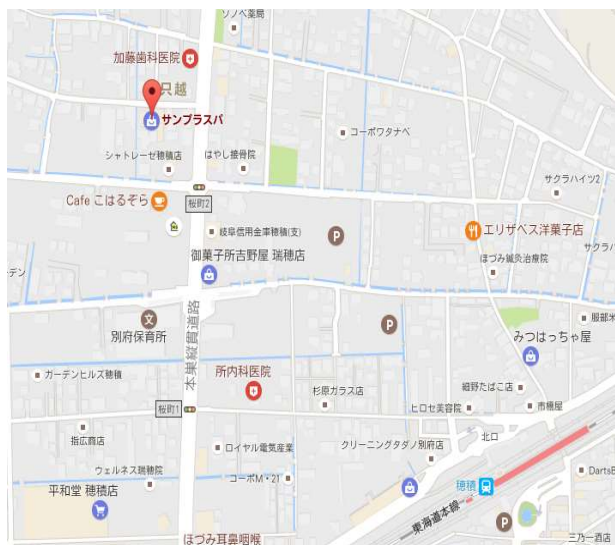 ソノベ薬局
加藤歯科医院
只越
サンプラスパ
コーポワタナベ
シャトレーゼ穂積店
はやし接骨院
サクラハイツ2
Cafe こはるぞら
桜町2
岐阜信用金庫穂積(支)
P
エリザベス洋菓子店
サクラハ
御菓子所吉野屋 瑞穂店
ほづみ鍼灸治療院
ーデン
文
別府保育所
本巣縦貫道路
P
服部米
みつはっちゃ屋
ガーデンヒルズ穂積
所内科医院
杉原ガラス店
細野たばこ店
桜町1
ヒロセ美容院
市橋屋
指広商店
ロイヤル電気産業
クリーニングタダノ別府店
北口
ウェルネス瑞穂院
コーポM・21
穂積
DartsB
平和堂 穂積店
東海道本線
P
三乃一酒店
ほづみ耳鼻咽喉